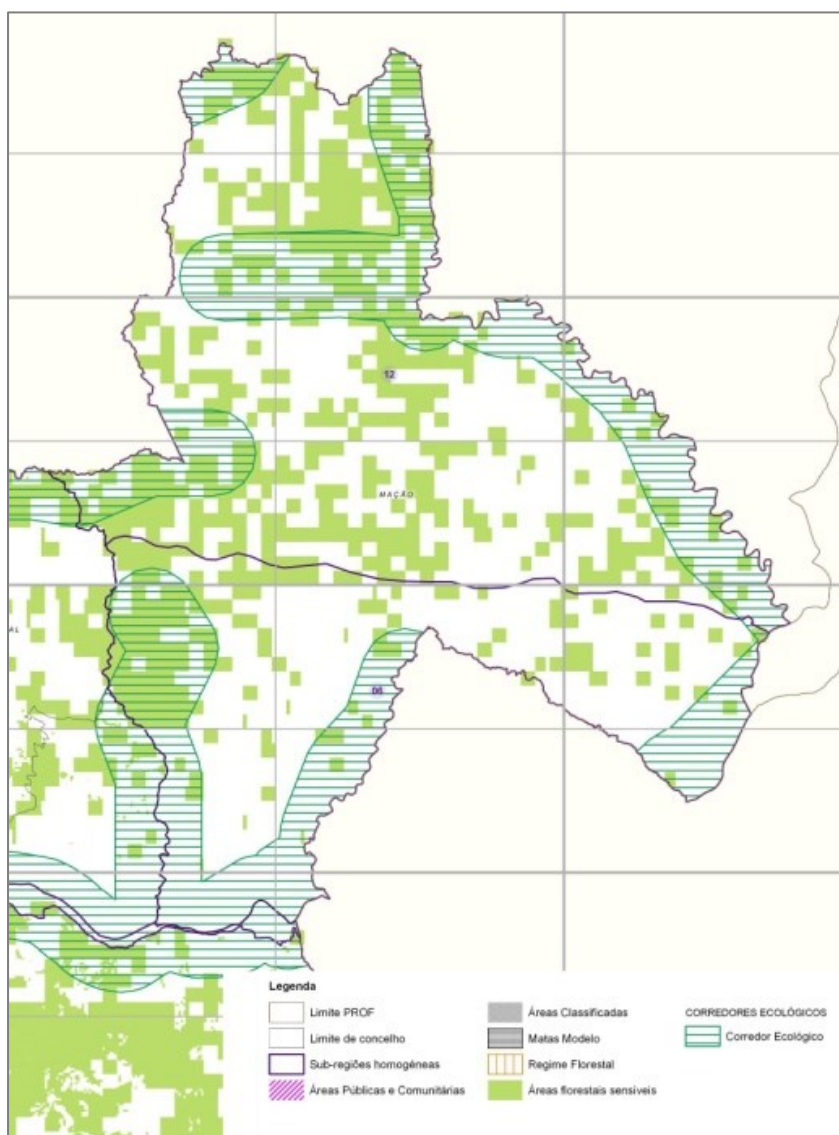 12
MAÇÃO
AL
06
Legenda
Limite PROF
Limite de concelho
Sub-regiões homogéneas
Áreas Públicas e Comunitárias
Áreas Classificadas
Matas Modelo
Regime Florestal
Áreas florestais sensíveis
CORREDORES ECOLÓGICOS
Corredor Ecológico